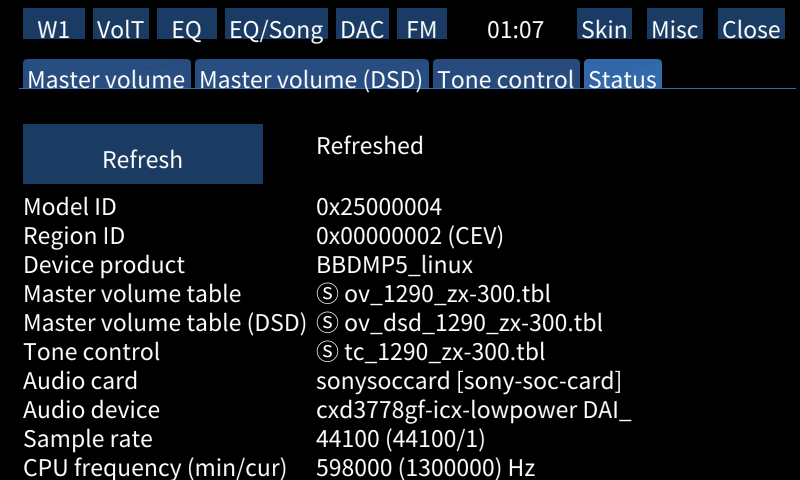 W1 VolT EQ EQ/Song DAC FM 01:07 Skin Misc Close
Master volume Master volume (DSD) Tone control Status
Refresh Refreshed
Model ID 0x25000004
Region ID 0x00000002 (CEV)
Device product BBDMP5_linux
Master volume table Ⓢ ov_1290_zx-300.tbl
Master volume table (DSD) Ⓢ ov_dsd_1290_zx-300.tbl
Tone control Ⓢ tc_1290_zx-300.tbl
Audio card sonysoccard [sony-soc-card]
Audio device cxd3778gf-icx-lowpower DAI_
Sample rate 44100 (44100/1)
CPU frequency (min/cur) 598000 (1300000) Hz